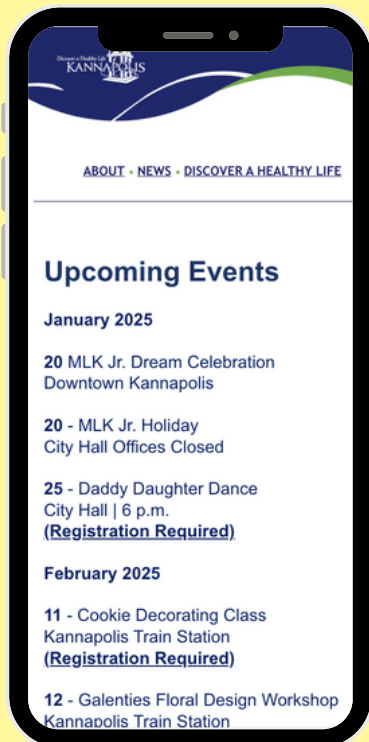 Discover a Healthy Life
KANNAPOLIS
ABOUT • NEWS • DISCOVER A HEALTHY LIFE
Upcoming Events
January 2025
20 MLK Jr. Dream Celebration
Downtown Kannapolis
20 - MLK Jr. Holiday
City Hall Offices Closed
25 - Daddy Daughter Dance
City Hall | 6 p.m.
(Registration Required)
February 2025
11 - Cookie Decorating Class
Kannapolis Train Station
(Registration Required)
12 - Galenties Floral Design Workshop
Kannapolis Train Station